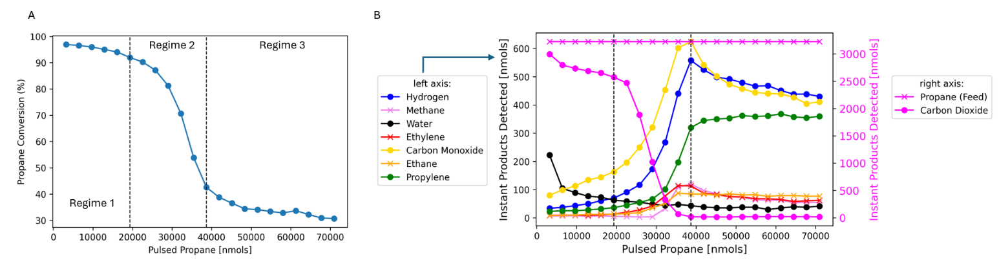 A
Propane Conversion (%)
100
90
80
70
60
50
40
30
Regime 1
Regime 2
Regime 3
0
10000
20000
30000
40000
50000
60000
70000
Pulsed Propane [nmols]
B
left axis:
Hydrogen
Methane
Water
Ethylene
Carbon Monoxide
Ethane
Propylene
Instant Products Detected [nmols]
600
500
400
300
200
100
0
0
10000
20000
30000
40000
50000
60000
70000
Pulsed Propane [nmols]
3000
2500
2000
1500
1000
500
0
Instant Products Detected [nmols]
right axis:
Propane (Feed)
Carbon Dioxide